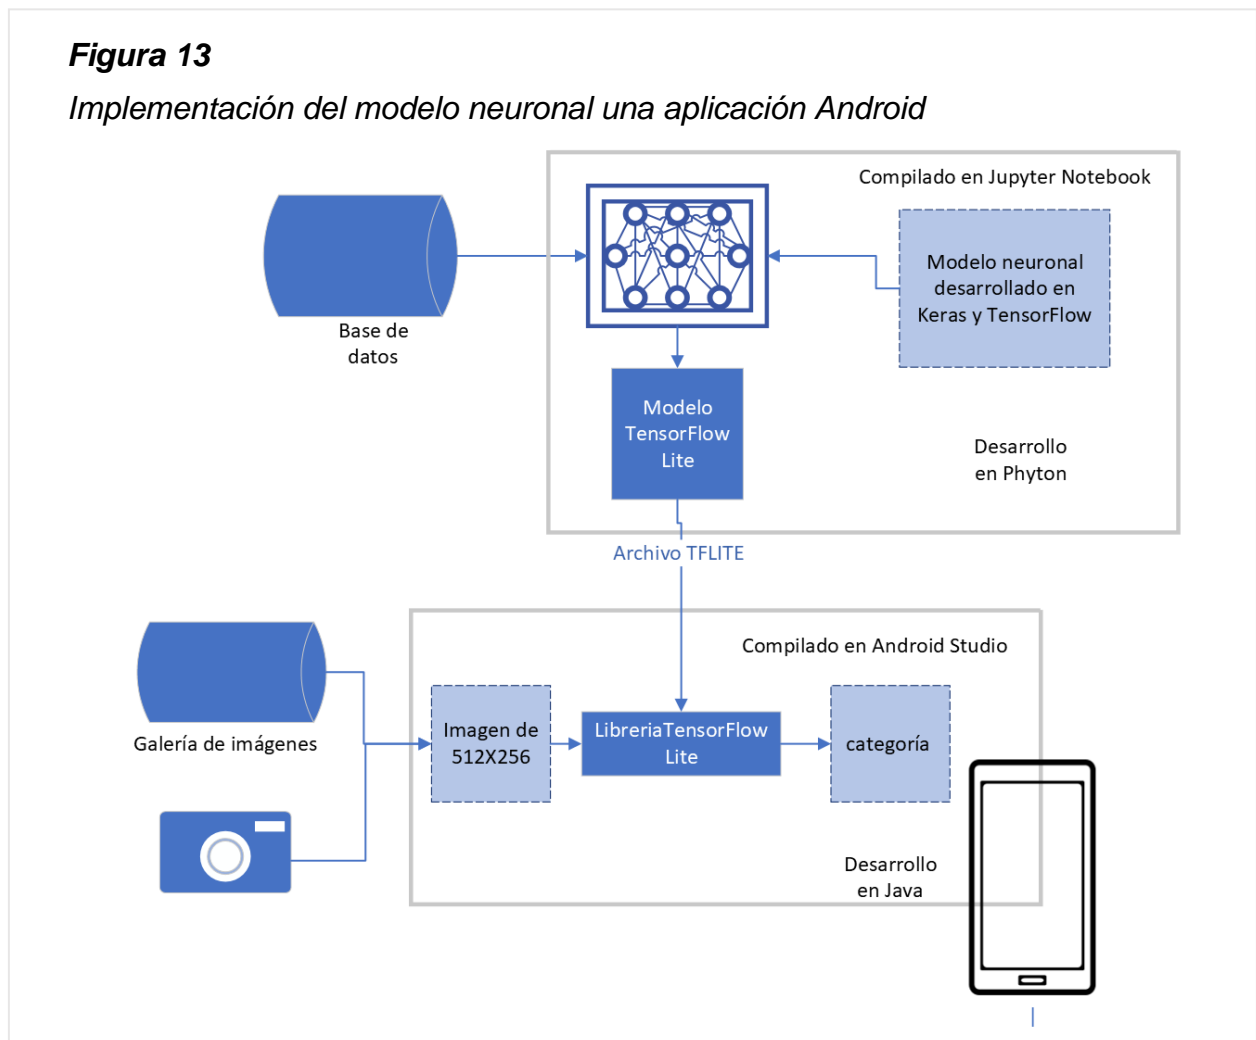 Figura 13
Implementación del modelo neuronal una aplicación Android
Compilado en Jupyter Notebook
Modelo neuronal
desarrollado en
Keras y TensorFlow
Base de
datos
Modelo
TensorFlow
Lite
Desarrollo
en Phyton
Archivo TFLITE
Compilado en Android Studio
Galería de imágenes
Imagen de
512X256
LibreriaTensorFlow
Lite
categoría
Desarrollo
en Java